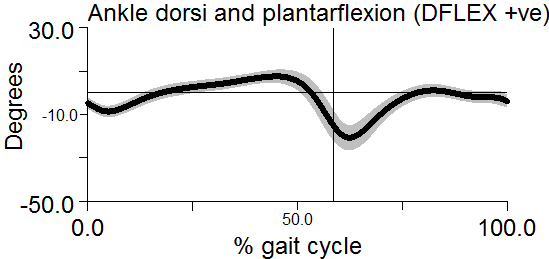 Ankle dorsi and plantarflexion (DFLEX +ve)
30.0
Degrees
-10.0
-50.0
0.0
50.0
100.0
% gait cycle